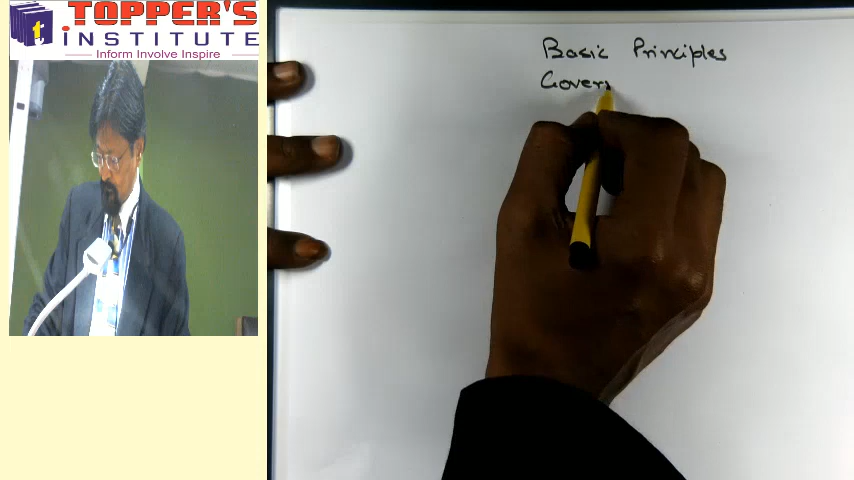 TOPPER'S
INSTITUTE
Inform Involve Inspire
t
Basic Principles
Govern